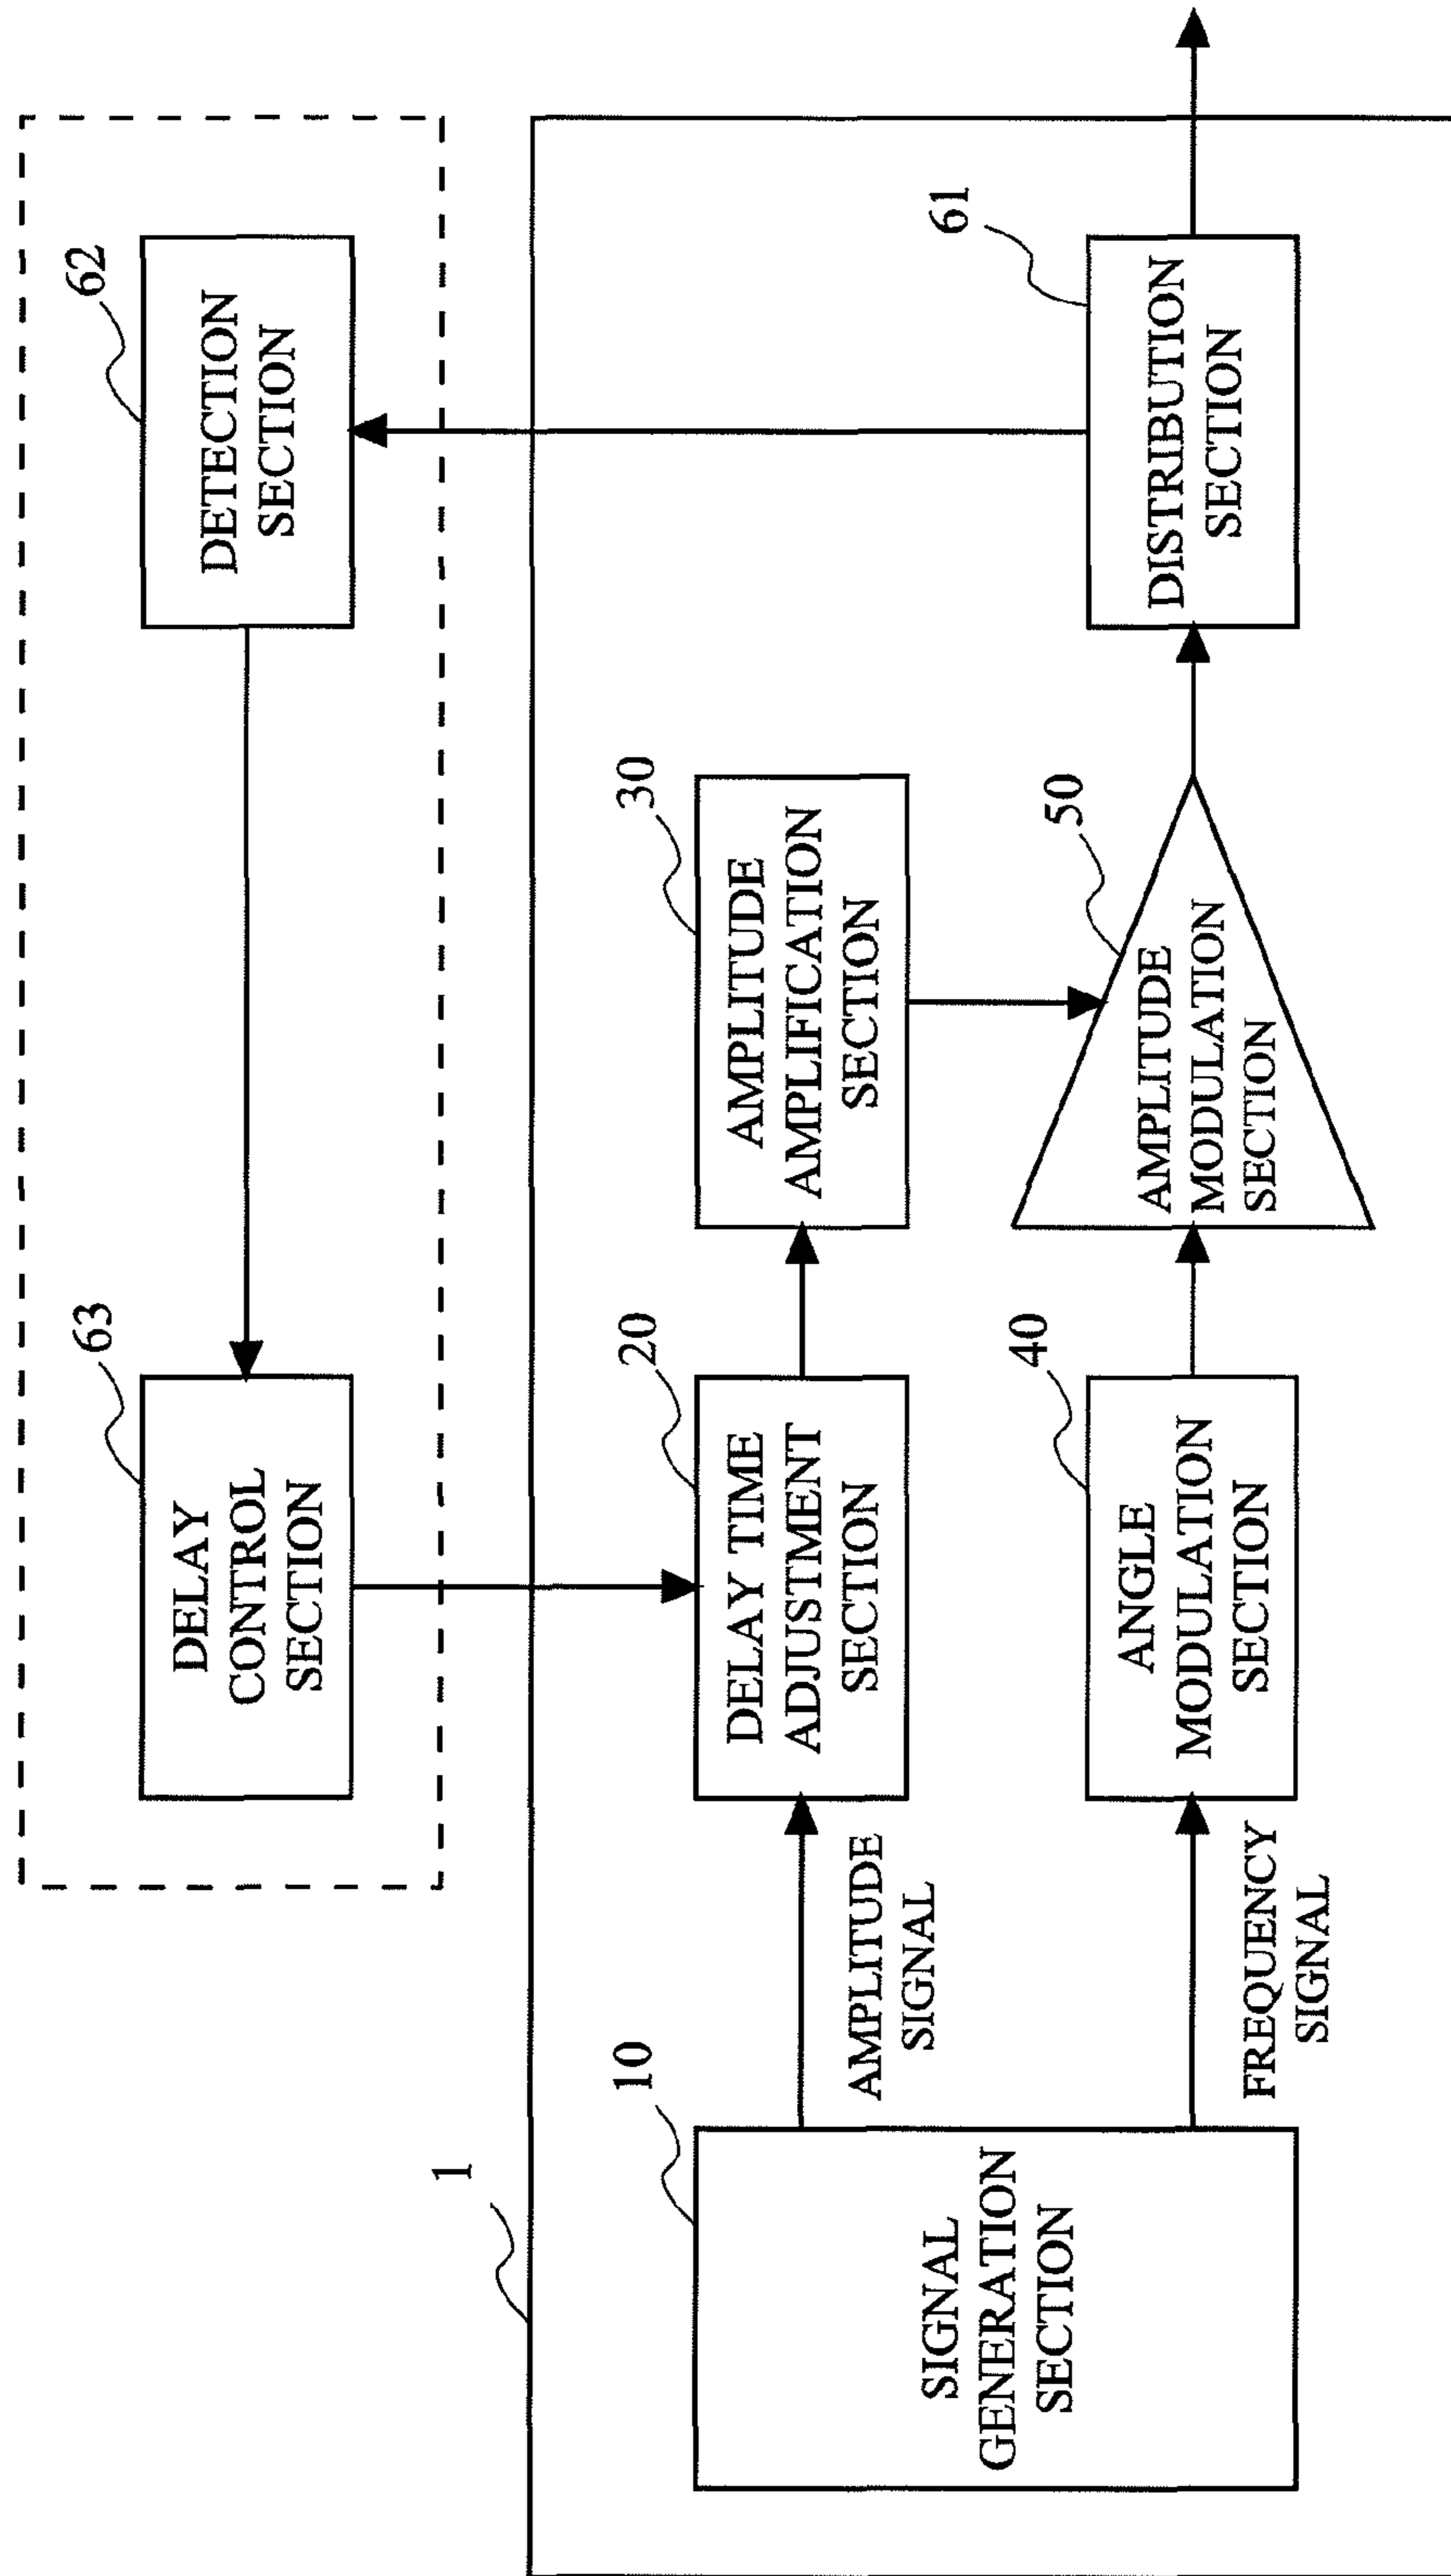 63
DELAY
CONTROL
SECTION
62
DETECTION
SECTION
1
10
SIGNAL
GENERATION
SECTION
AMPLITUDE
SIGNAL
FREQUENCY
SIGNAL
20
DELAY TIME
ADJUSTMENT
SECTION
30
AMPLITUDE
AMPLIFICATION
SECTION
40
ANGLE
MODULATION
SECTION
50
AMPLITUDE
MODULATION
SECTION
61
DISTRIBUTION
SECTION